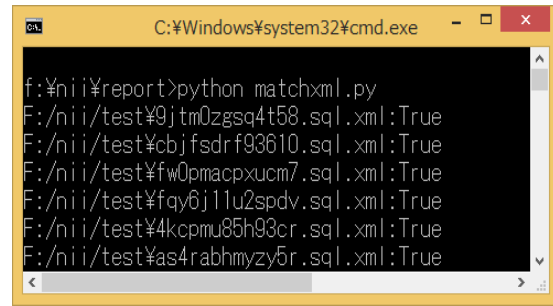 C:¥Windows¥system32¥cmd.exe
f:¥nii¥report>python matchxml.py
F:/nii/test¥9jtm0zgsq4t58.sql.xml:True
F:/nii/test¥cbjfsdrf93610.sql.xml:True
F:/nii/test¥fw0pmacpxucm7.sql.xml:True
F:/nii/test¥fqy6j11u2spdv.sql.xml:True
F:/nii/test¥4kcpmu85h93cr.sql.xml:True
F:/nii/test¥as4rabhmyzy5r.sql.xml:True